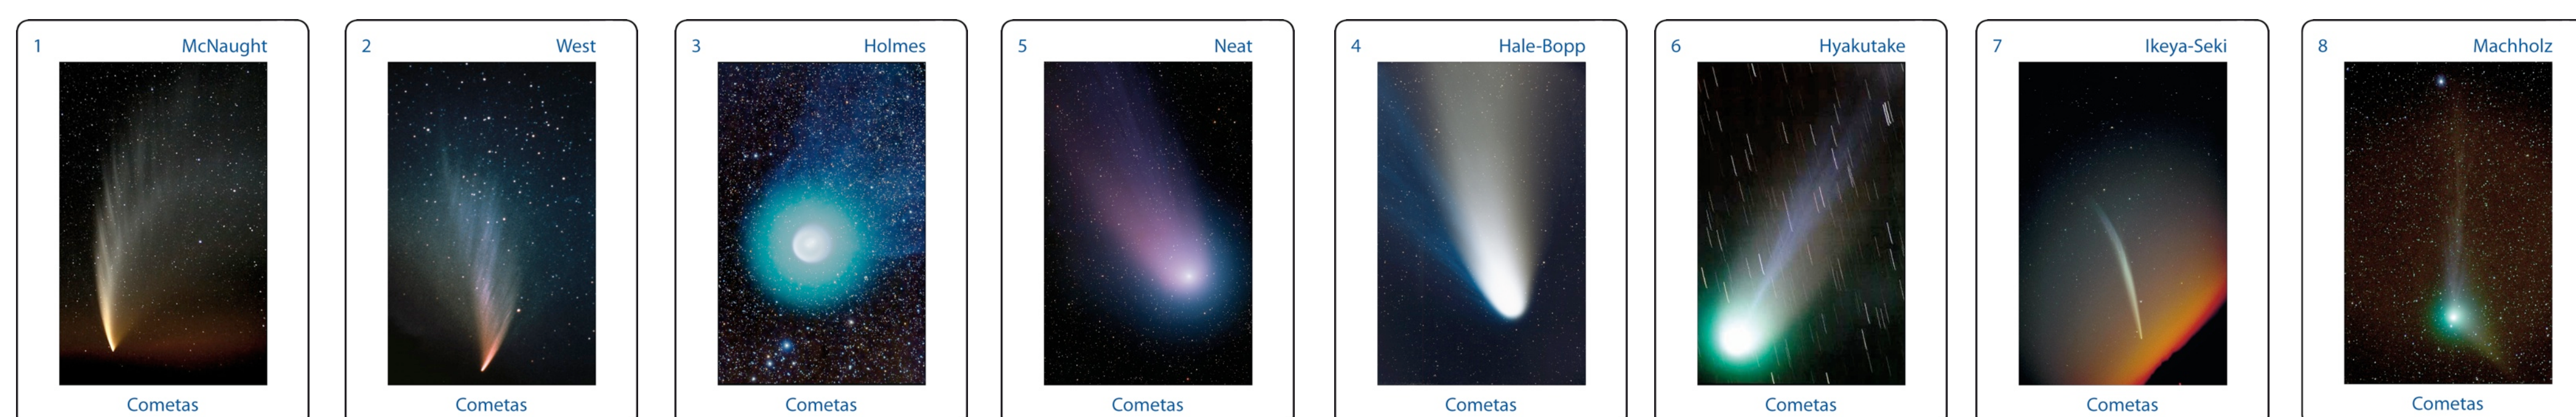 1 McNaught
Cometas
2 West
Cometas
3 Holmes
Cometas
5 Neat
Cometas
4 Hale-Bopp
Cometas
6 Hyakutake
Cometas
7 Ikeya-Seki
Cometas
8 Machholz
Cometas